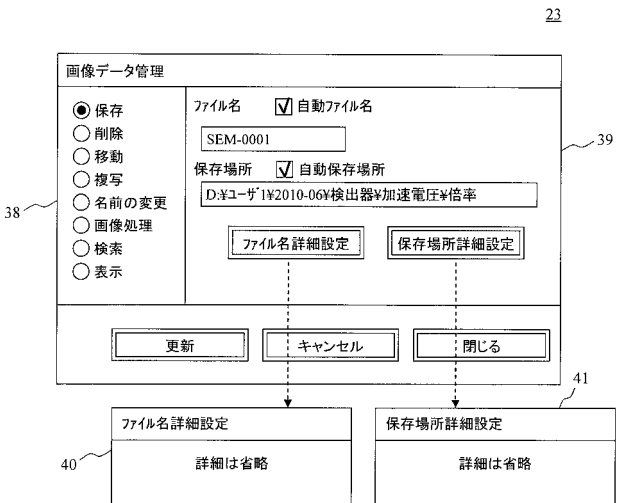 23
画像データ管理
保存
削除
移動
複写
名前の変更
画像処理
検索
表示
38
ファイル名 自動ファイル名
SEM-0001
保存場所 自動保存場所
D:¥ユーザ1¥2010-06¥検出器¥加速電圧¥倍率
ファイル名詳細設定 保存場所詳細設定
39
更新 キャンセル 閉じる
41
ファイル名詳細設定
詳細は省略
40
保存場所詳細設定
詳細は省略